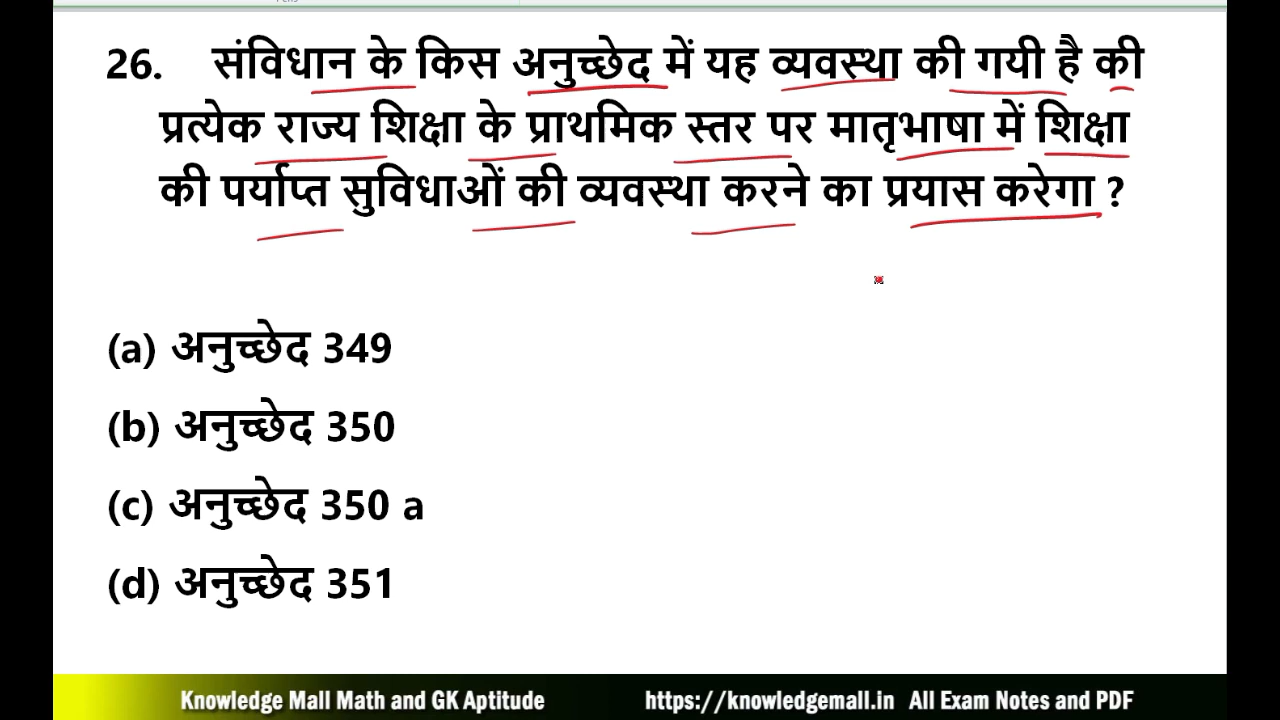 26. संविधान के किस अनुच्छेद में यह व्यवस्था की गयी है की
प्रत्येक राज्य शिक्षा के प्राथमिक स्तर पर मातृभाषा में शिक्षा
की पर्याप्त सुविधाओं की व्यवस्था करने का प्रयास करेगा ?
(a) अनुच्छेद 349
(b) अनुच्छेद 350
(c) अनुच्छेद 350 a
(d) अनुच्छेद 351
Knowledge Mall Math and GK Aptitude https://knowledgemall.in All Exam Notes and PDF